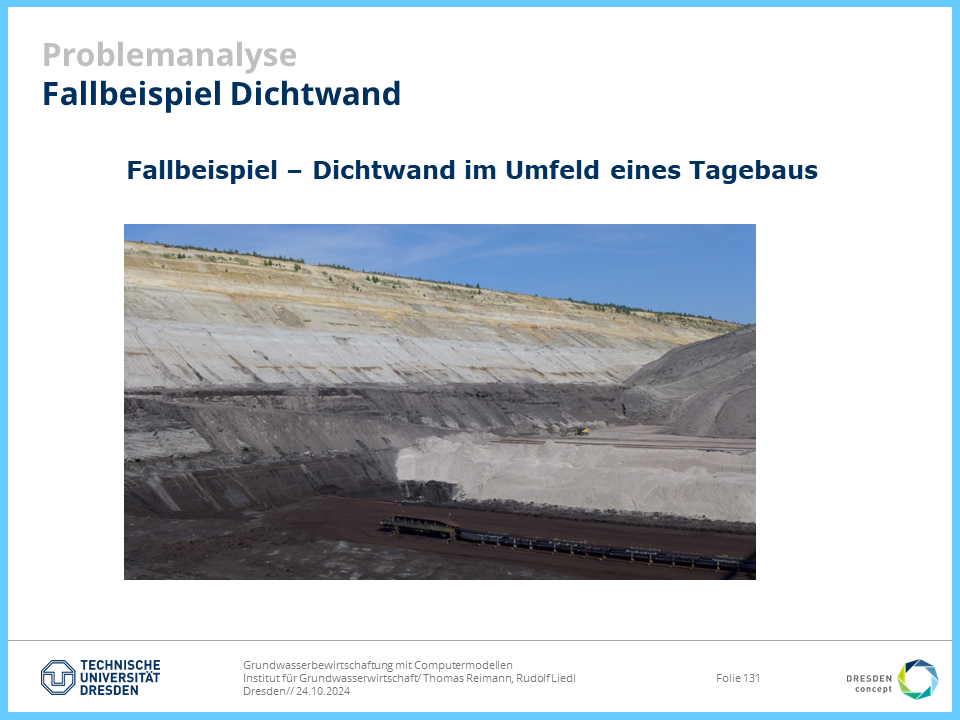 Problemanalyse
Fallbeispiel Dichtwand
Fallbeispiel – Dichtwand im Umfeld eines Tagebaus
TECHNISCHE
UNIVERSITÄT
DRESDEN
Grundwasserbewirtschaftung mit Computermodellen
Institut für Grundwasserwirtschaft/ Thomas Reimann, Rudolf Liedl
Dresden// 24.10.2024
Folie 131
DRESDEN
concept